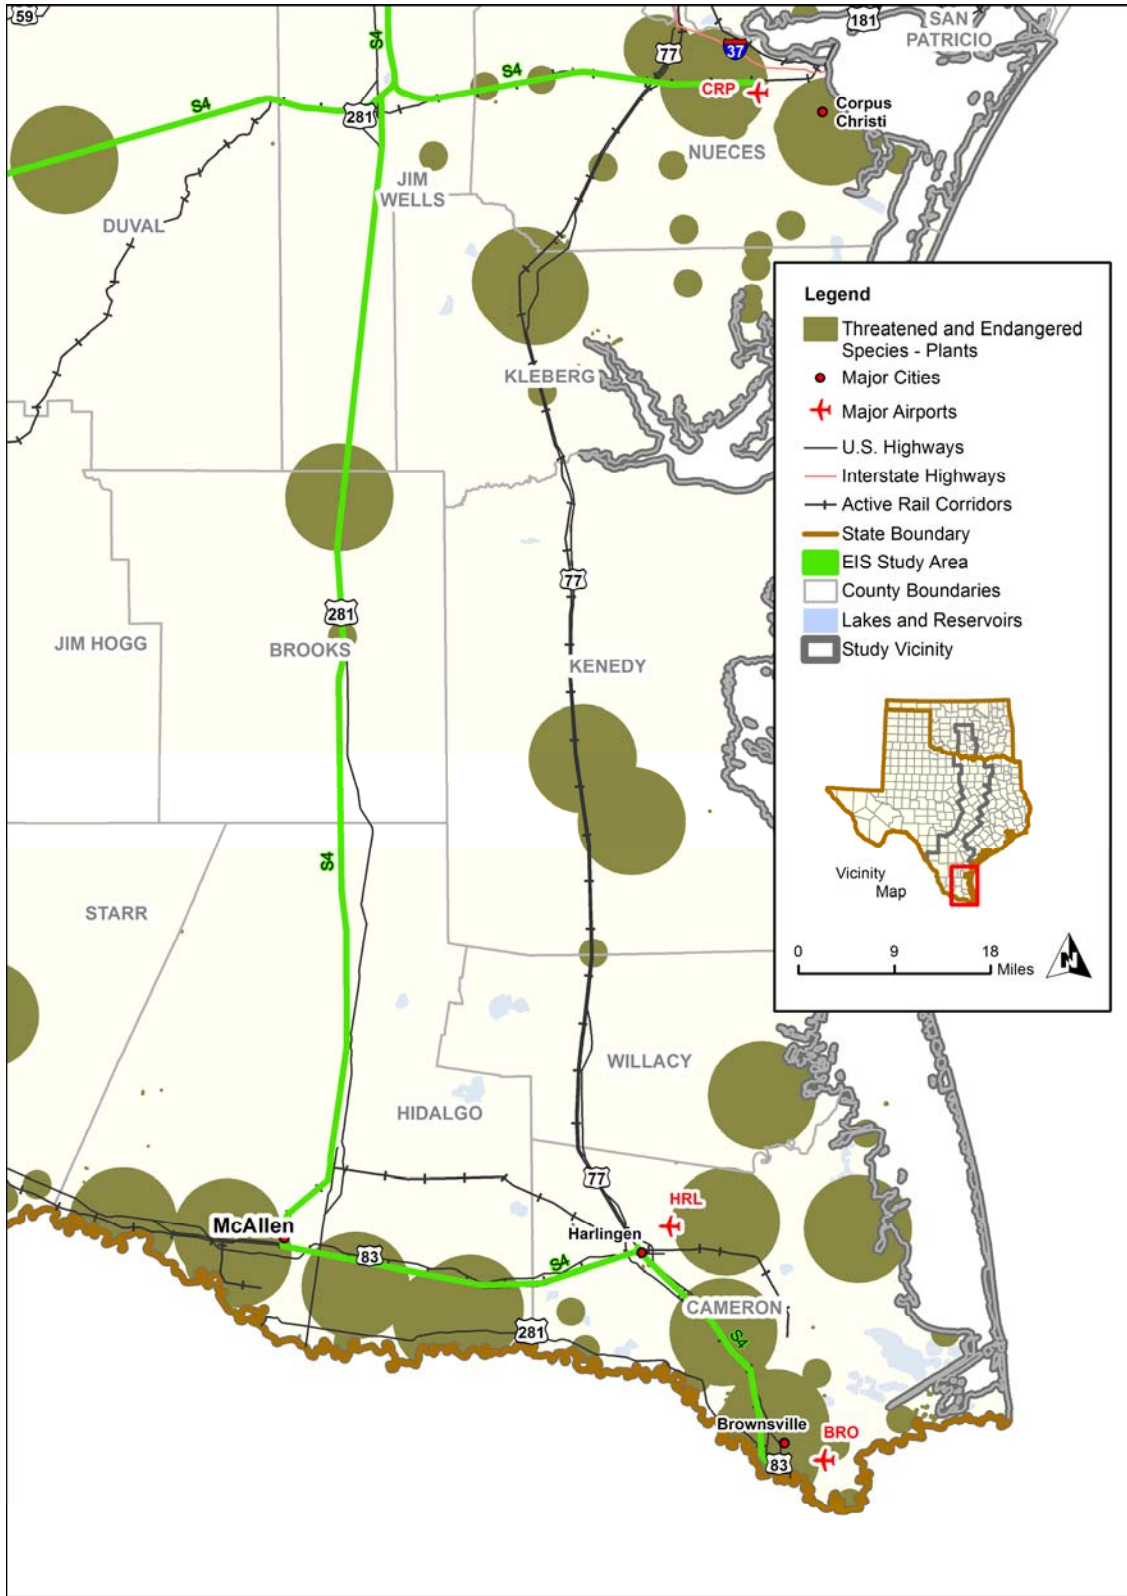 59
S4
77
37
181
SAN
PATRICIO
S4
S4
CRP
281
Corpus
Christi
NUECES
JIM
WELLS
DUVAL
Legend
Threatened and Endangered
Species - Plants
Major Cities
Major Airports
U.S. Highways
Interstate Highways
Active Rail Corridors
State Boundary
EIS Study Area
County Boundaries
Lakes and Reservoirs
Study Vicinity
KLEBERG
77
281
JIM HOGG
BROOKS
KENEDY
Vicinity
Map
S4
STARR
0 9 18
Miles
N
WILLACY
HIDALGO
77
HRL
McAllen
Harlingen
83
S4
CAMERON
281
S4
Brownsville
BRO
83